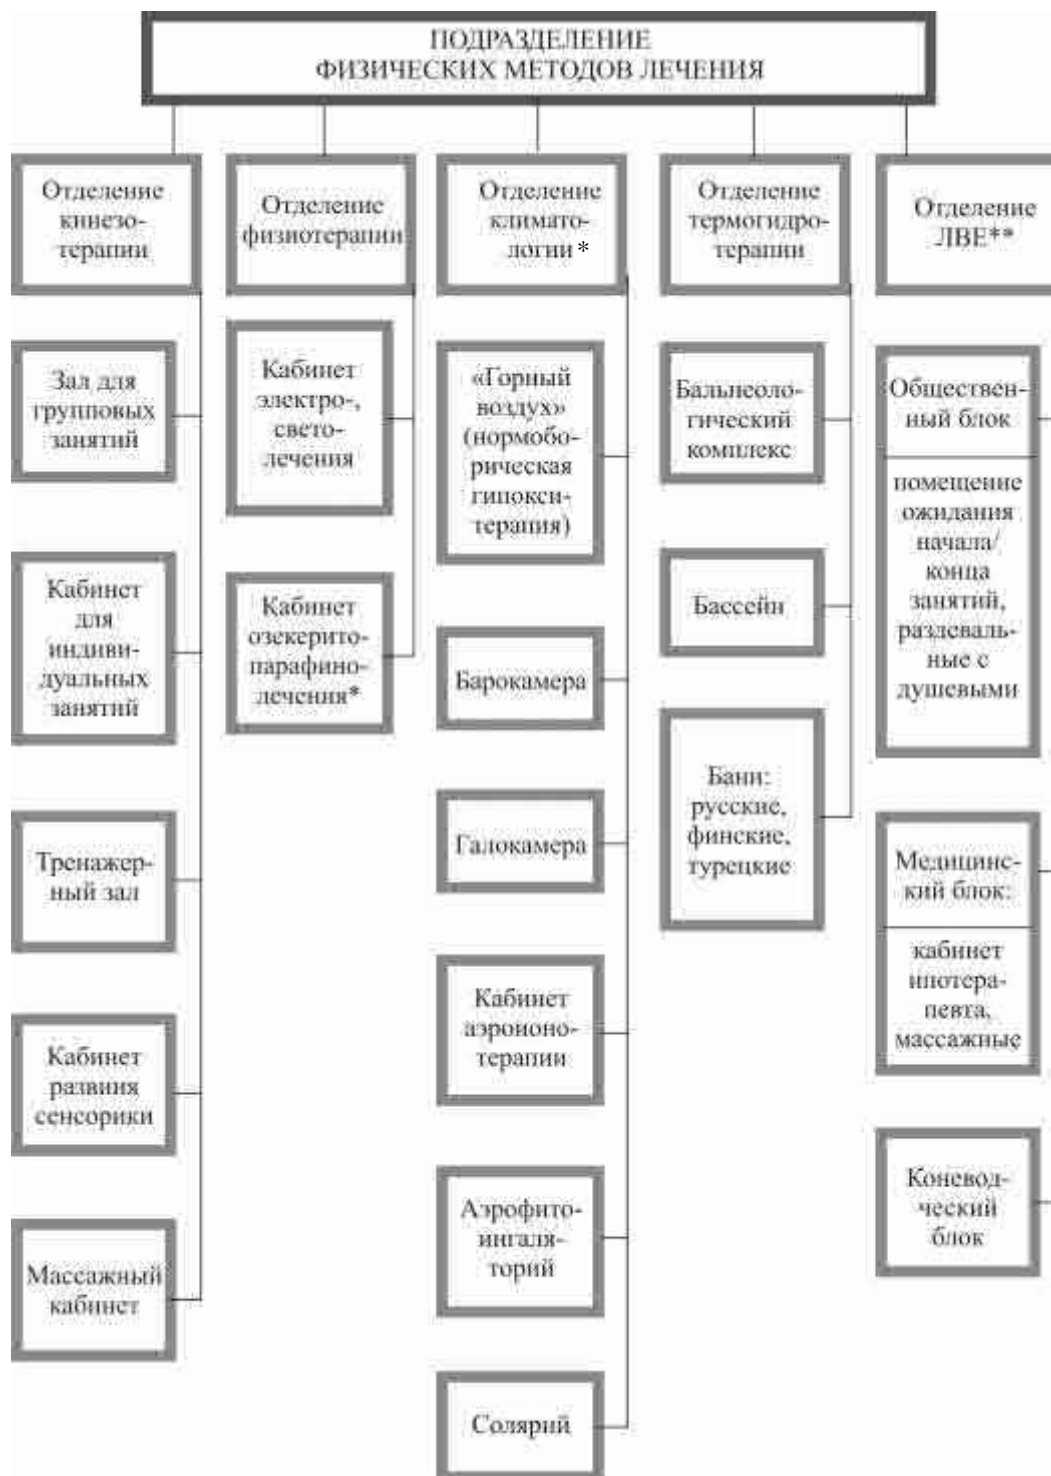 ПОДРАЗДЕЛЕНИЕ
ФИЗИЧЕСКИХ МЕТОДОВ ЛЕЧЕНИЯ
Отделение
кинезо-
терапии
Зал для
групповых
занятий
Кабинет
для
индиви-
дуальных
занятий
Тренажер-
ный зал
Кабинет
развния
сенсорики
Массажный
кабинет
Отделение
физиотерапии
Кабинет
электро-,
свето-
лечения
Кабинет
озекерито-
парафино-
лечения*
Отделение
климато-
логии*
«Горный
воздух»
(нормобо-
рическая
гипокси-
терапия)
Барокамера
Галокамера
Кабинет
аэроионо-
терапии
Аэрофито-
ингаля-
торий
Солярий
Отделение
термогидро-
терапии
Бальнеоло-
гический
комплекс
Бассейн
Бани:
русские,
финские,
турецкие
Отделение
ЛВЕ**
Обществен-
ный блок
помещение
ожидания
начала/
конца
занятий,
раздеваль-
ные с
душевыми
Медицинс-
кий блок:
кабинет
ипотера-
певта,
массажные
Коневод-
ческий
блок